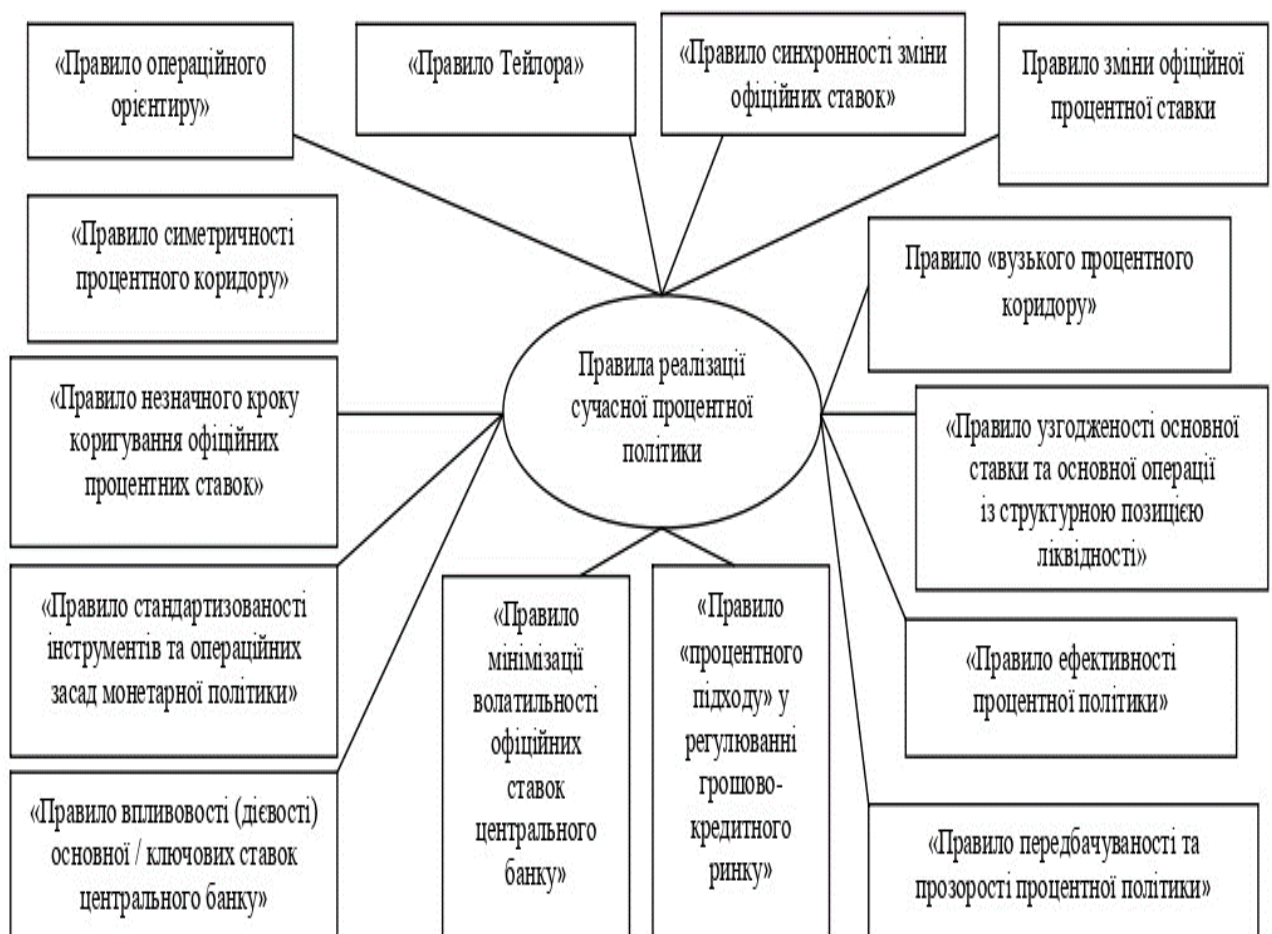 «Правило операційного
орієнтиру»
«Правило Тейлора»
«Правило синхронності зміни
офіційних ставок»
Правило зміни офіційної
процентної ставки
«Правило симетричності
процентного коридору»
Правило «вузького процентного
коридору»
Правила реалізації
сучасної процентної
політики
«Правило незначного кроку
коригування офіційних
процентних ставок»
«Правило узгодженості основної
ставки та основної операції
із структурною позицією
ліквідності»
«Правило стандартизованості
інструментів та операційних
засад монетарної політики»
«Правило
мінімізації
волатильності
офіційних
ставок
центрального
банку»
«Правило
«процентного
підходу» у
регулюванні
грошово-
кредитного
ринку»
«Правило ефективності
процентної політики»
«Правило впливовості (дієвості)
основної / ключових ставок
центрального банку»
«Правило передбачуваності та
прозорості процентної політики»